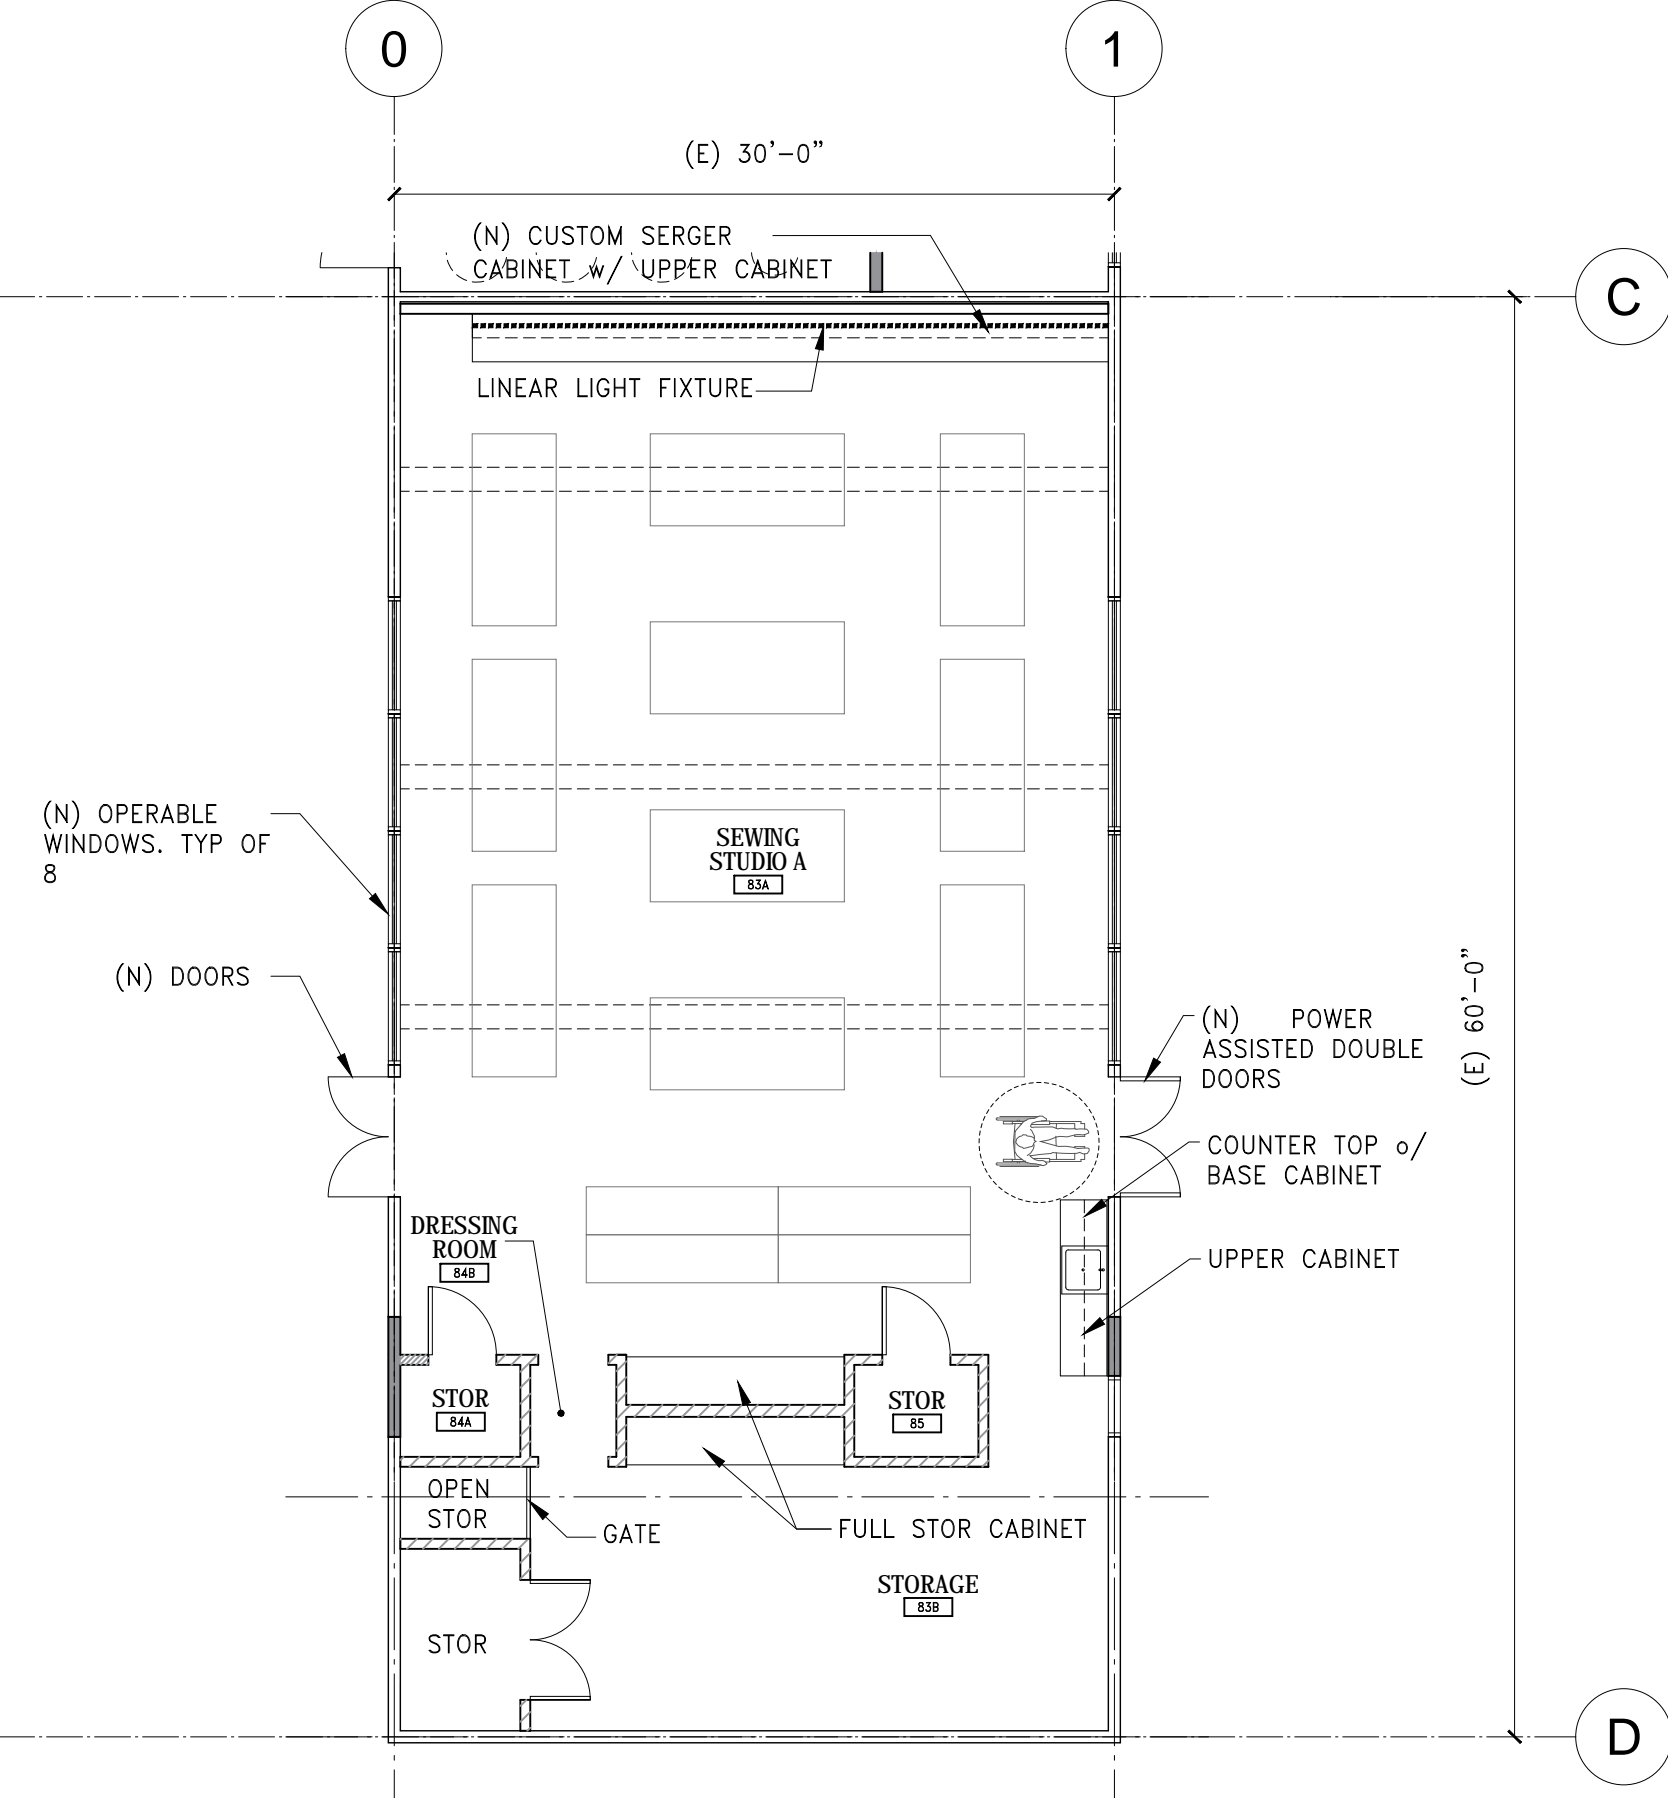 0
1
(E) 30'-0"
(N) CUSTOM SERGER
CABINET w/ UPPER CABINET
C
LINEAR LIGHT FIXTURE
(N) OPERABLE
WINDOWS. TYP OF
8
SEWING
STUDIO A
83A
(N) DOORS
(E) 60'-0"
(N) POWER
ASSISTED DOUBLE
DOORS
COUNTER TOP o/
BASE CABINET
DRESSING
ROOM
84B
UPPER CABINET
STOR
84A
STOR
85
OPEN
STOR
GATE
FULL STOR CABINET
STORAGE
83B
STOR
D